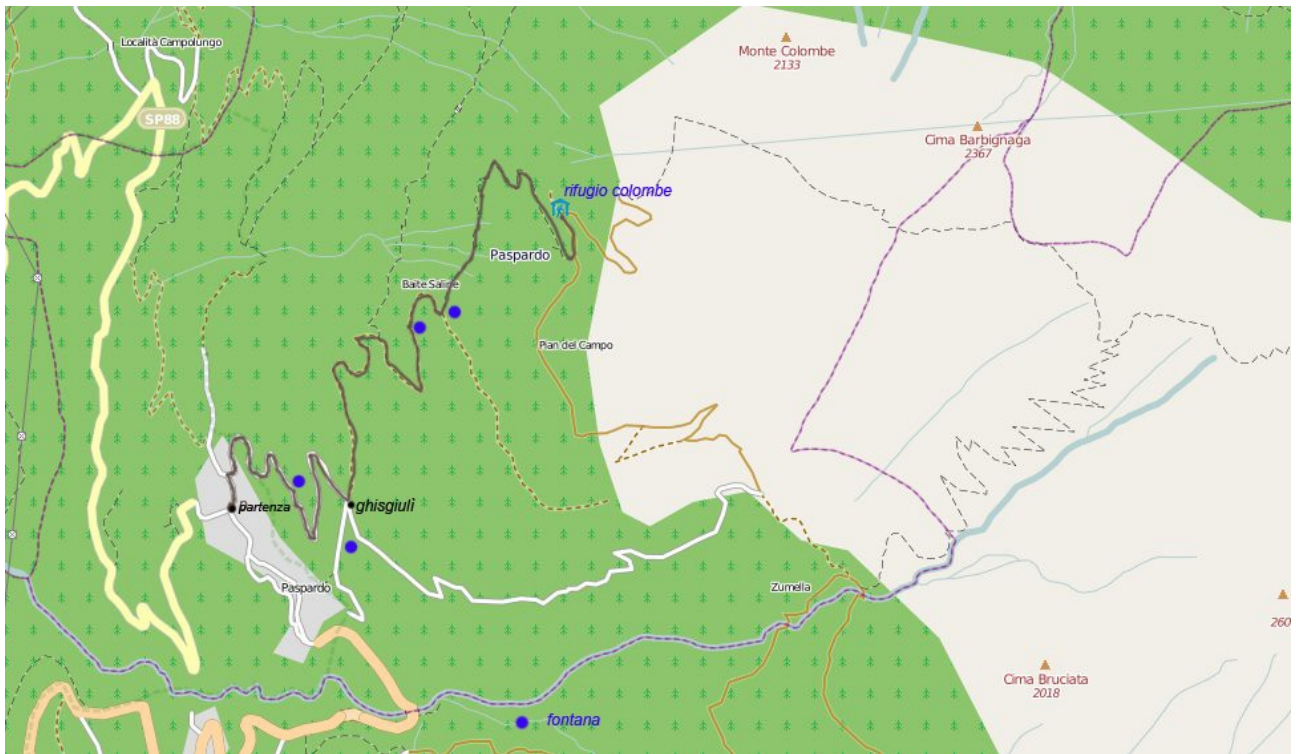 Località Campolungo
Monte Colombe
2133
SP88
Cima Barbignaga
2367
rifugio colombe
Paspardo
Baite Saline
Pian del Campo
partenza
ghisgiulì
Paspardo
Zumella
260
Cima Bruciata
2018
fontana